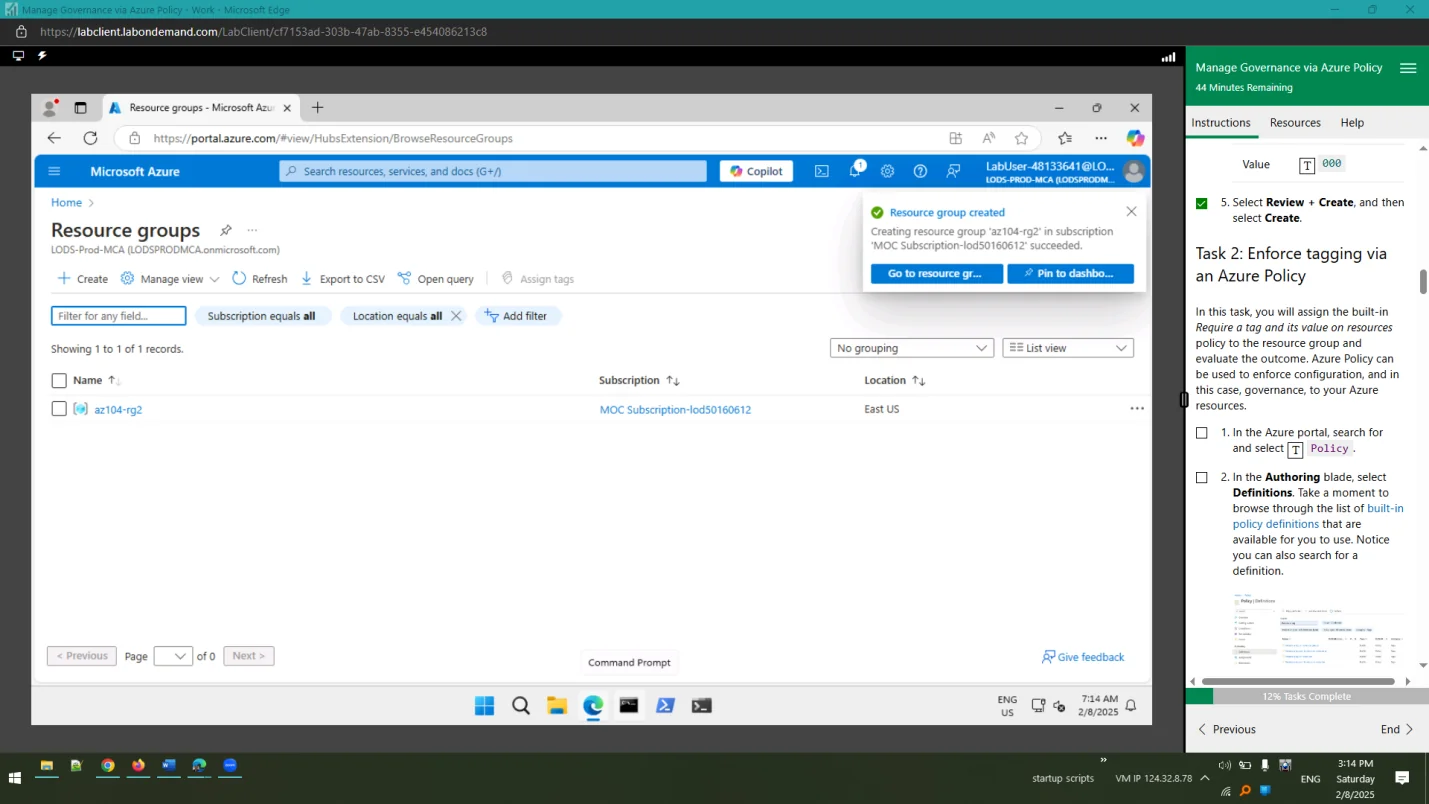 Manage Governance via Azure Policy - Work - Microsoft Edge
https://labclient.labondemand.com/LabClient/cf7153ad-303b-47ab-8355-e454086213c8
Resource groups - Microsoft Azu
https://portal.azure.com/#view/HubsExtension/BrowseResourceGroups
Microsoft Azure
Search resources, services, and docs (G+/)
Copilot
1
LabUser-48133641@LO...
LODS-PROD-MCA (LODSPRODM...
Home >
Resource groups
...
LODS-Prod-MCA (LODSPRODMCA.onmicrosoft.com)
Create
Manage view
Refresh
Export to CSV
Open query
Assign tags
Resource group created
Creating resource group 'az104-rg2' in subscription
'MOC Subscription-lod50160612' succeeded.
Go to resource gr...
Pin to dashbo...
Filter for any field...
Subscription equals all
Location equals all
Add filter
Showing 1 to 1 of 1 records.
No grouping
List view
Name
Subscription
Location
az104-rg2
MOC Subscription-lod50160612
East US
< Previous
Page
of 0
Next >
Command Prompt
Give feedback
ENG
US
7:14 AM
2/8/2025
Manage Governance via Azure Policy
44 Minutes Remaining
Instructions
Resources
Help
Value
T
000
5. Select Review + Create, and then
select Create.
Task 2: Enforce tagging via
an Azure Policy
In this task, you will assign the built-in
Require a tag and its value on resources
policy to the resource group and
evaluate the outcome. Azure Policy can
be used to enforce configuration, and in
this case, governance, to your Azure
resources.
1. In the Azure portal, search for
and select T Policy.
2. In the Authoring blade, select
Definitions. Take a moment to
browse through the list of built-in
policy definitions that are
available for you to use. Notice
you can also search for a
definition.
Policy | Definitions
12% Tasks Complete
Previous
End
startup scripts
»
VM IP 124.32.8.78
ENG
3:14 PM
Saturday
2/8/2025